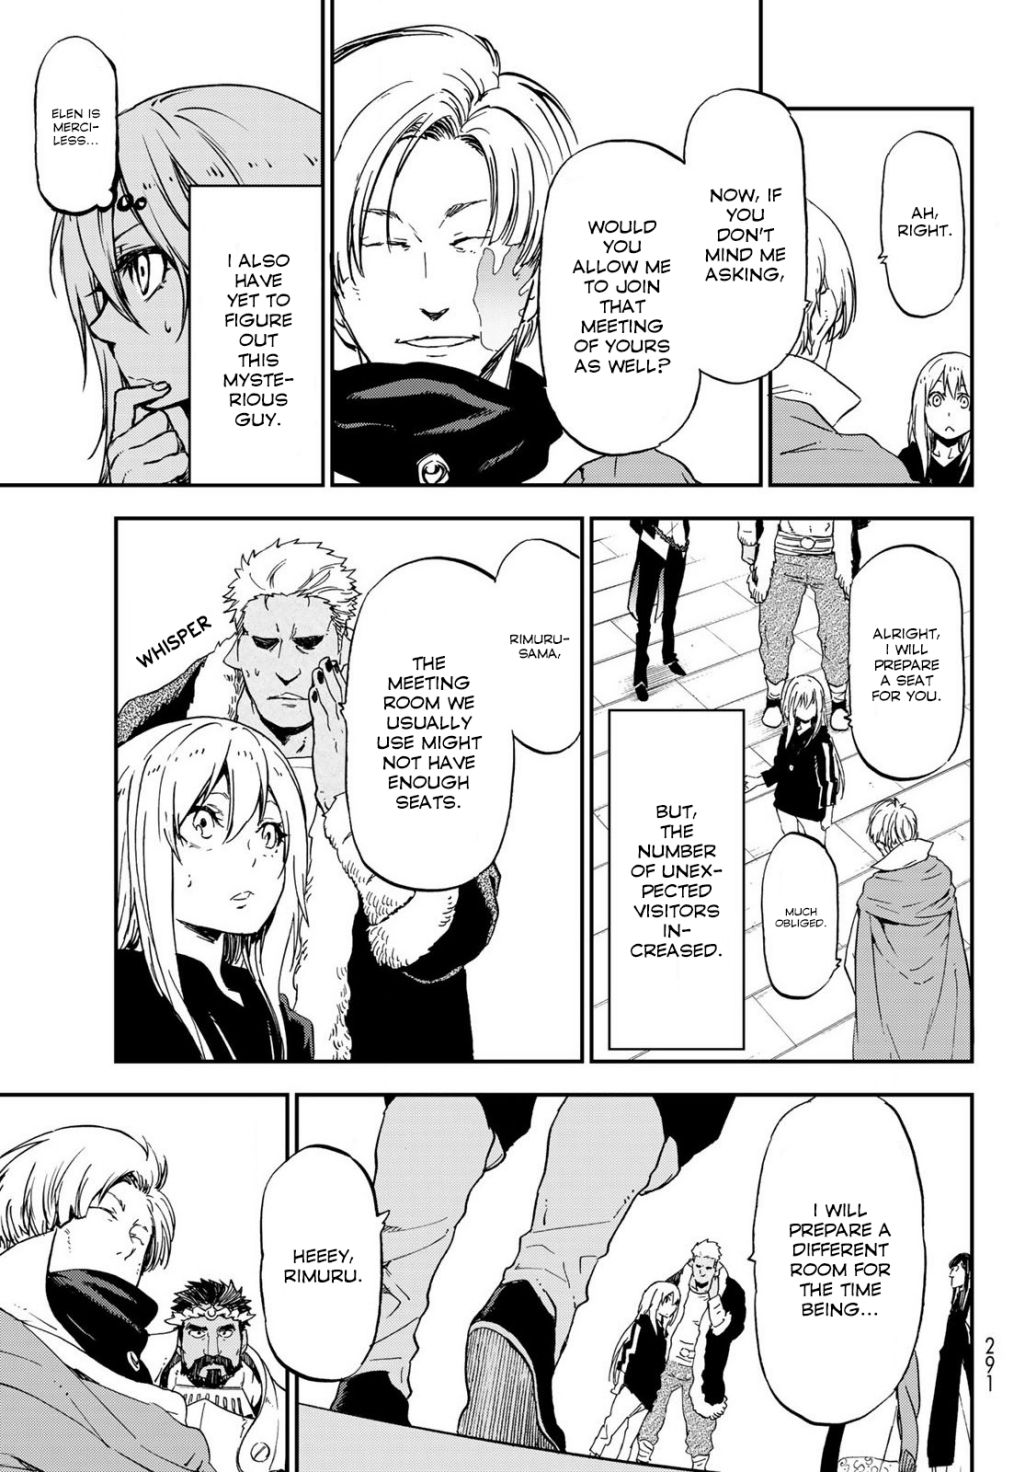 AH,
RIGHT.
NOW, IF
YOU
DON'T
MIND ME
ASKING,
WOULD
YOU
ALLOW ME
TO JOIN
THAT
MEETING
OF YOURS
AS WELL?
I ALSO
HAVE
YET TO
FIGURE
OUT
THIS
MYSTE-
RIOUS
GUY.
ELEN IS
MERCI-
LESS...
ALRIGHT,
I WILL
PREPARE
A SEAT
FOR YOU.
MUCH
OBLIGED.
BUT,
THE
NUMBER
OF UNEX-
PECTED
VISITORS
IN-
CREASED.
RIMURU-
SAMA,
THE
MEETING
ROOM WE
USUALLY
USE MIGHT
NOT HAVE
ENOUGH
SEATS.
WHISPER
I WILL
PREPARE A
DIFFERENT
ROOM FOR
THE TIME
BEING...
HEEEY,
RIMURU.
291